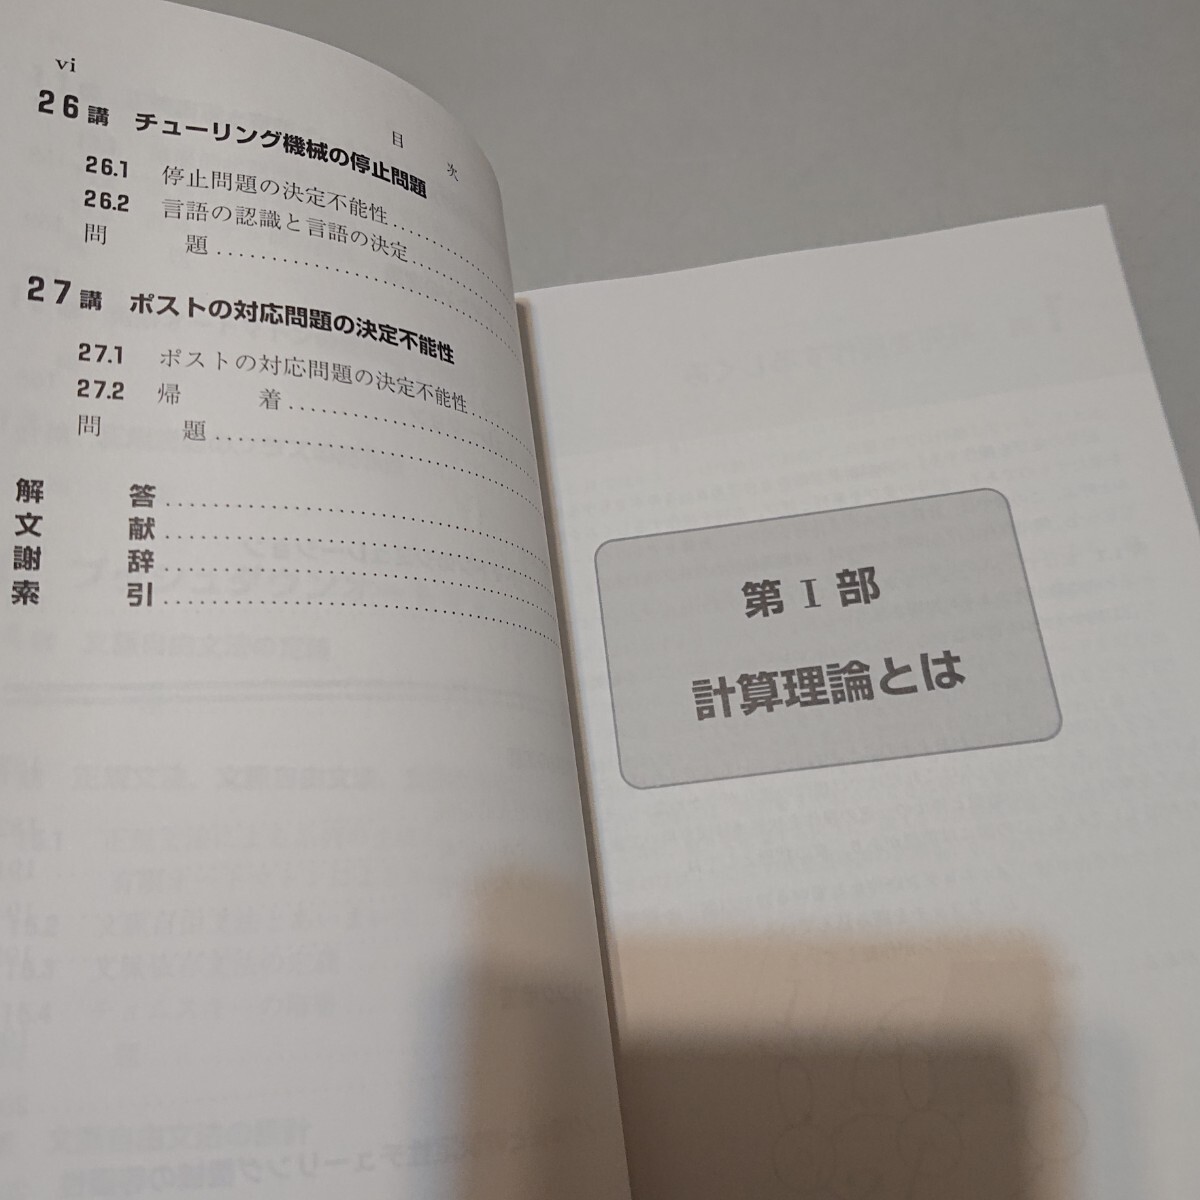 vi
目 次
26講 チューリング機械の停止問題
26.1 停止問題の決定不能性
26.2 言語の認識と言語の決定
問 題
27講 ポストの対応問題の決定不能性
27.1 ポストの対応問題の決定不能性
27.2 帰 着
問 題
解 答
文 献
謝 辞
索 引
第Ⅰ部
計算理論とは